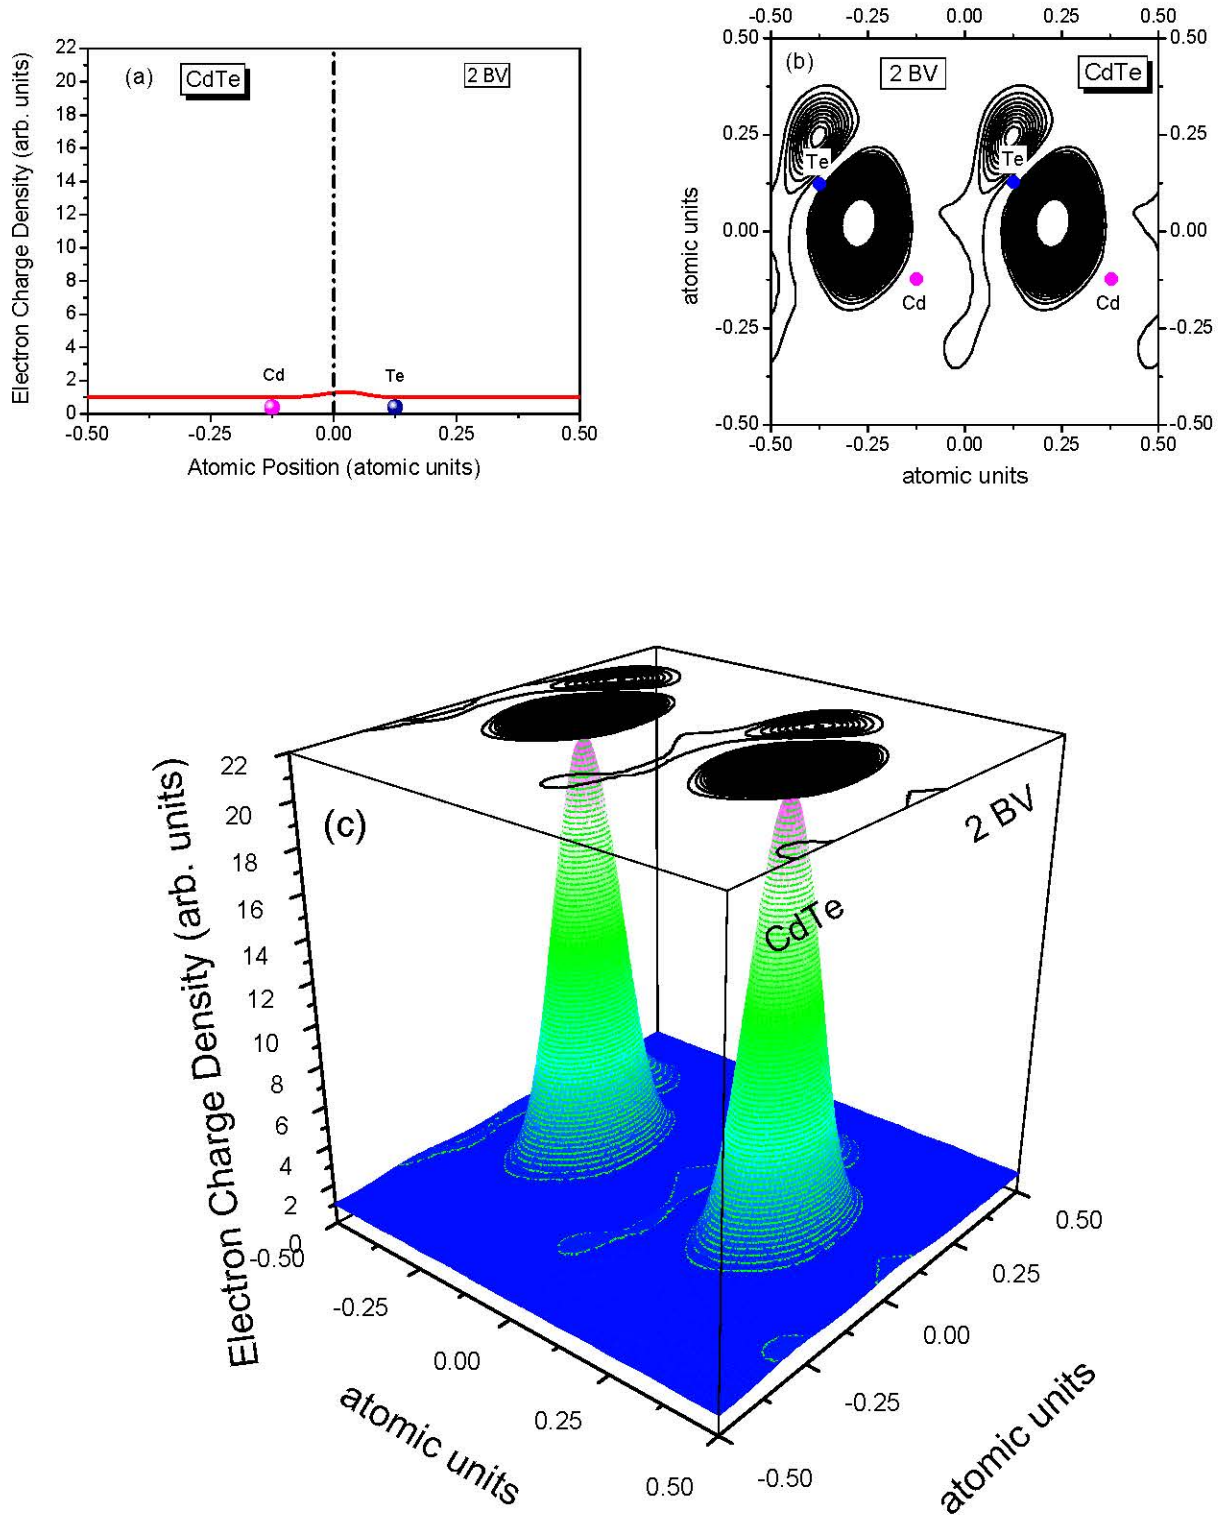 22
20
18
16
14
12
10
8
6
4
2
0
Electron Charge Density (arb. units)
(a)
CdTe
2 BV
Cd
Te
-0.50
-0.25
0.00
0.25
0.50
Atomic Position (atomic units)
-0.50
-0.25
0.00
0.25
0.50
0.50
0.25
0.00
-0.25
-0.50
atomic units
(b)
2 BV
CdTe
Te
Te
Cd
Cd
0.50
0.25
0.00
-0.25
-0.50
-0.50
-0.25
0.00
0.25
0.50
atomic units
22
20
18
16
14
12
10
8
6
4
2
0
Electron Charge Density (arb. units)
(c)
2 BV
CdTe
-0.50
-0.25
0.00
0.25
0.50
atomic units
0.50
0.25
0.00
-0.25
-0.50
atomic units